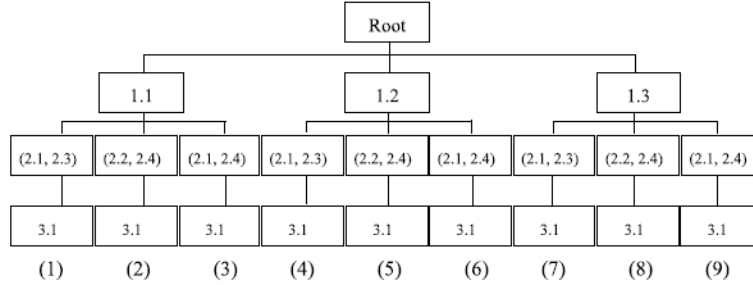 Root
1.1 1.2 1.3
(2.1, 2.3) (2.2, 2.4) (2.1, 2.4) (2.1, 2.3) (2.2, 2.4) (2.1, 2.4) (2.1, 2.3) (2.2, 2.4) (2.1, 2.4)
3.1 3.1 3.1 3.1 3.1 3.1 3.1 3.1 3.1
(1) (2) (3) (4) (5) (6) (7) (8) (9)